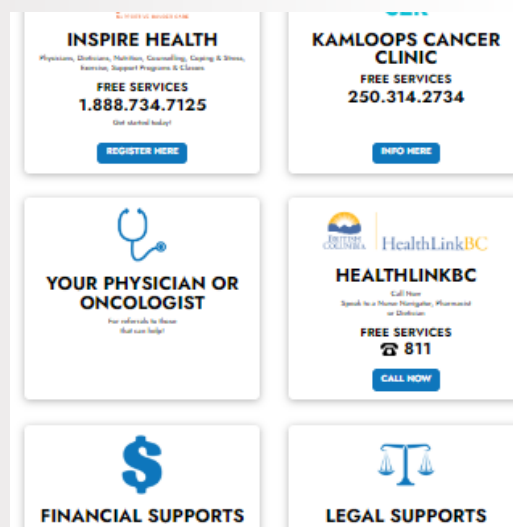 INSPIRE HEALTH
Physicians, Dieticians, Nutrition, Counselling, Coping & Stress,
Exercise, Support Programs & Classes
FREE SERVICES
1.888.734.7125
Get started today!
REGISTER HERE
KAMLOOPS CANCER
CLINIC
FREE SERVICES
250.314.2734
INFO HERE
YOUR PHYSICIAN OR
ONCOLOGIST
For referrals to those
that can help!
BRITISH
COLUMBIA
HealthLinkBC
HEALTHLINKBC
Call Now
Speak to a Nurse Navigator, Pharmacist
or Dietician
FREE SERVICES
☎ 811
CALL NOW
FINANCIAL SUPPORTS
LEGAL SUPPORTS